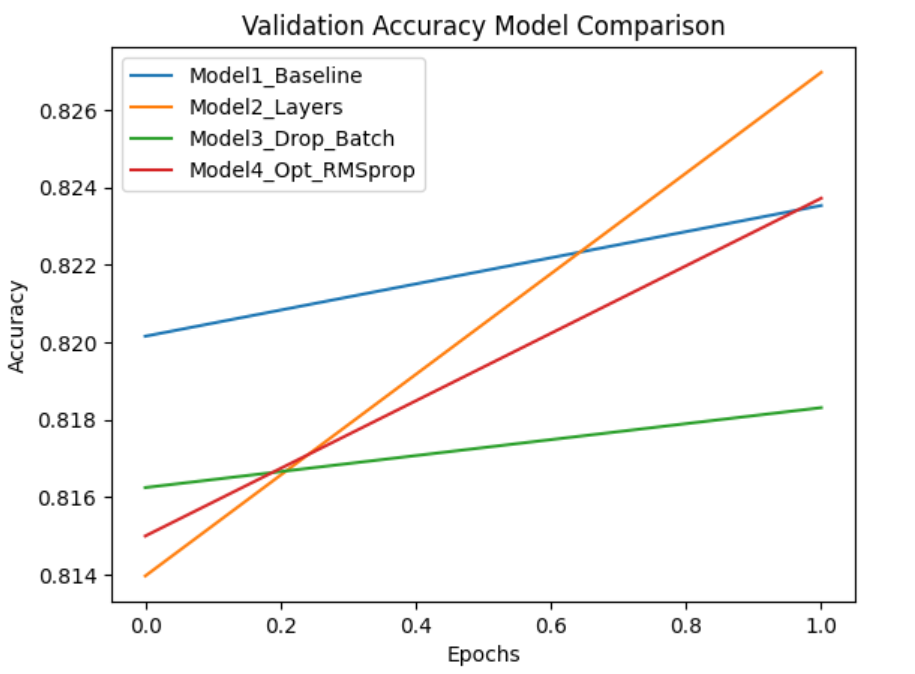 Validation Accuracy Model Comparison
Model1_Baseline
Model2_Layers
Model3_Drop_Batch
Model4_Opt_RMSprop
Accuracy
0.826
0.824
0.822
0.820
0.818
0.816
0.814
0.0 0.2 0.4 0.6 0.8 1.0
Epochs